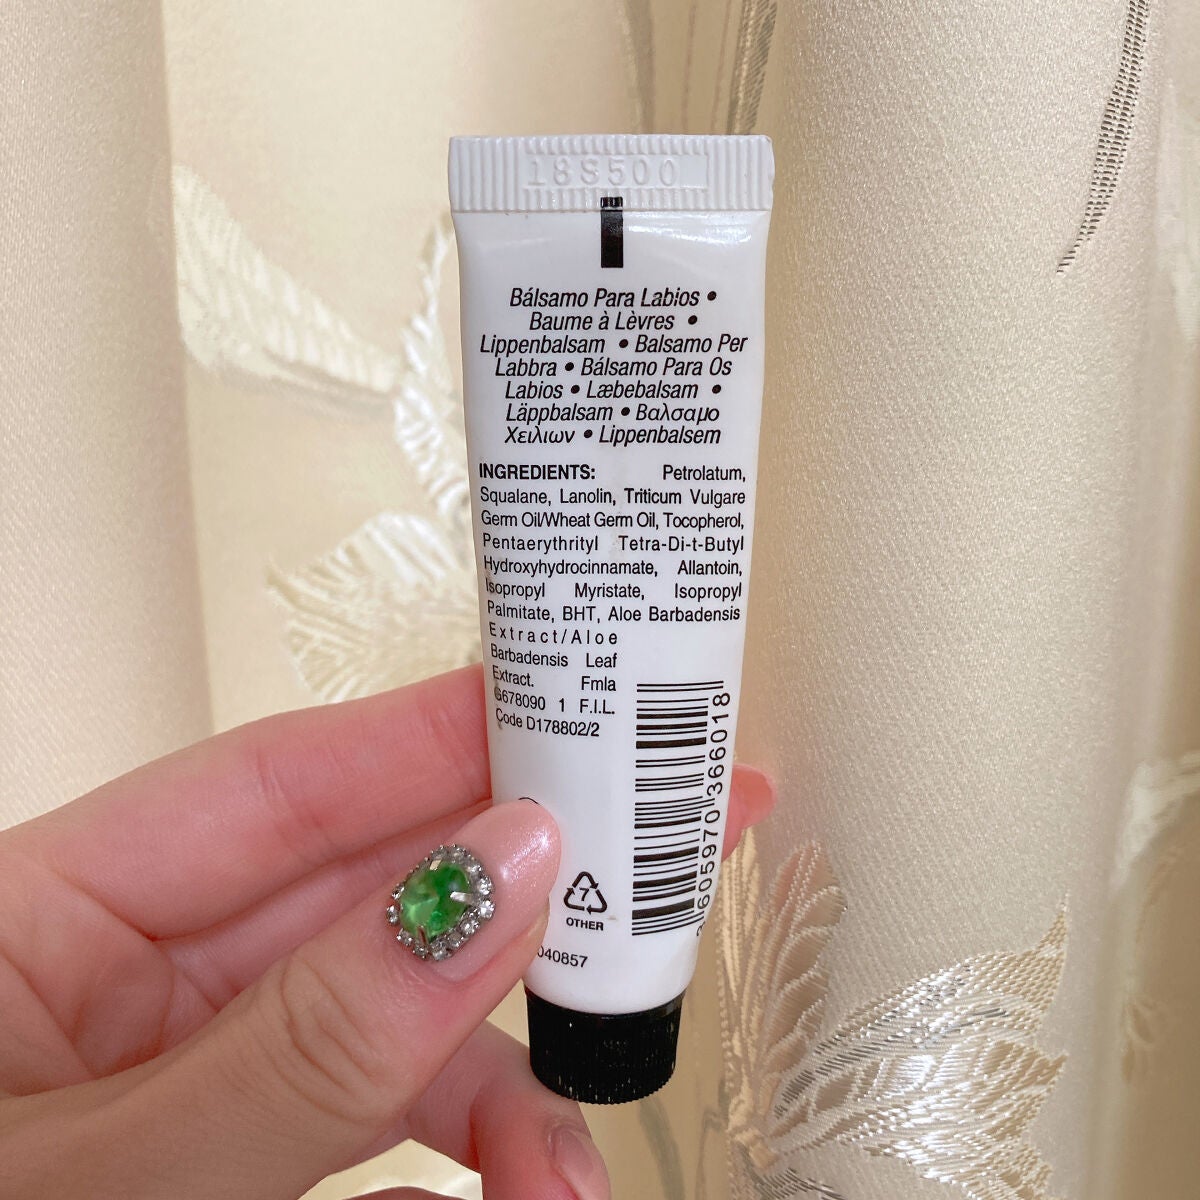 18S500
Bálsamo Para Labios •
Baume à Lèvres •
Lippenbalsam • Balsamo Per
Labbra • Bálsamo Para Os
Labios • Læbebalsam •
Läppbalsam • Βαλσαμο
Χειλιων • Lippenbalsem
INGREDIENTS: Petrolatum,
Squalane, Lanolin, Triticum Vulgare
Germ Oil/Wheat Germ Oil, Tocopherol,
Pentaerythrityl Tetra-Di-t-Butyl
Hydroxyhydrocinnamate, Allantoin,
Isopropyl Myristate, Isopropyl
Palmitate, BHT, Aloe Barbadensis
Extract/Aloe
Barbadensis Leaf
Extract. Fmla
G678090 1 F.I.L.
Code D178802/2
3 605970 366018
7
OTHER
040857